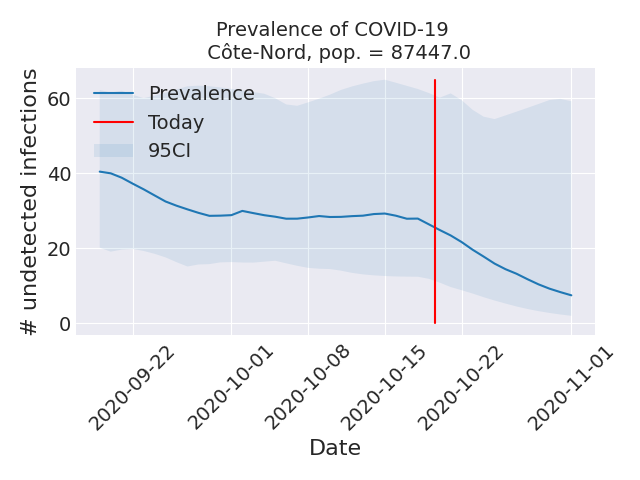 Prevalence of COVID-19
Côte-Nord, pop. = 87447.0
# undetected infections
60
40
20
0
Prevalence
Today
95CI
2020-09-22
2020-10-01
2020-10-08
2020-10-15
2020-10-22
2020-11-01
Date